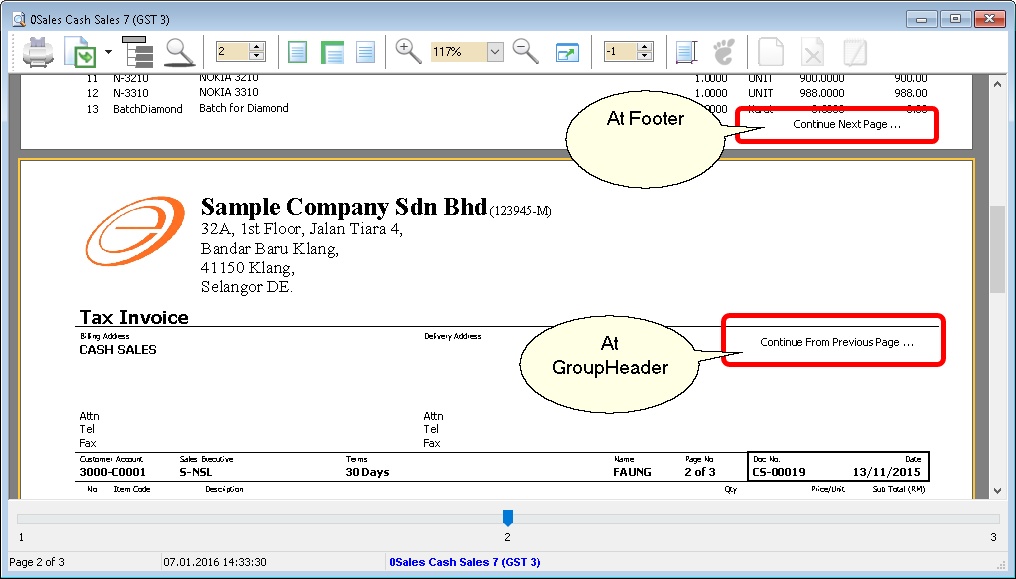 0Sales Cash Sales 7 (GST 3)
2 117% -1
11 N-3210 NOKIA 3210 1.0000 UNIT 900.0000 900.00
12 N-3310 NOKIA 3310 1.0000 UNIT 988.0000 988.00
13 BatchDiamond Batch for Diamond Karat 0.0000 0.00
At Footer
Continue Next Page ...
Sample Company Sdn Bhd (123945-M)
32A, 1st Floor, Jalan Tiara 4,
Bandar Baru Klang,
41150 Klang,
Selangor DE.
Tax Invoice
Billing Address Delivery Address
CASH SALES
At
GroupHeader
Continue From Previous Page ...
Attn Attn
Tel Tel
Fax Fax
Customer Account Sales Executive Terms Name Page No Doc No. Date
3000-C0001 S-NSL 30 Days FAUNG 2 of 3 CS-00019 13/11/2015
No Item Code Description Qty Price/Unit Sub Total (RM)
1 2 3
Page 2 of 3 07.01.2016 14:33:30 0Sales Cash Sales 7 (GST 3)